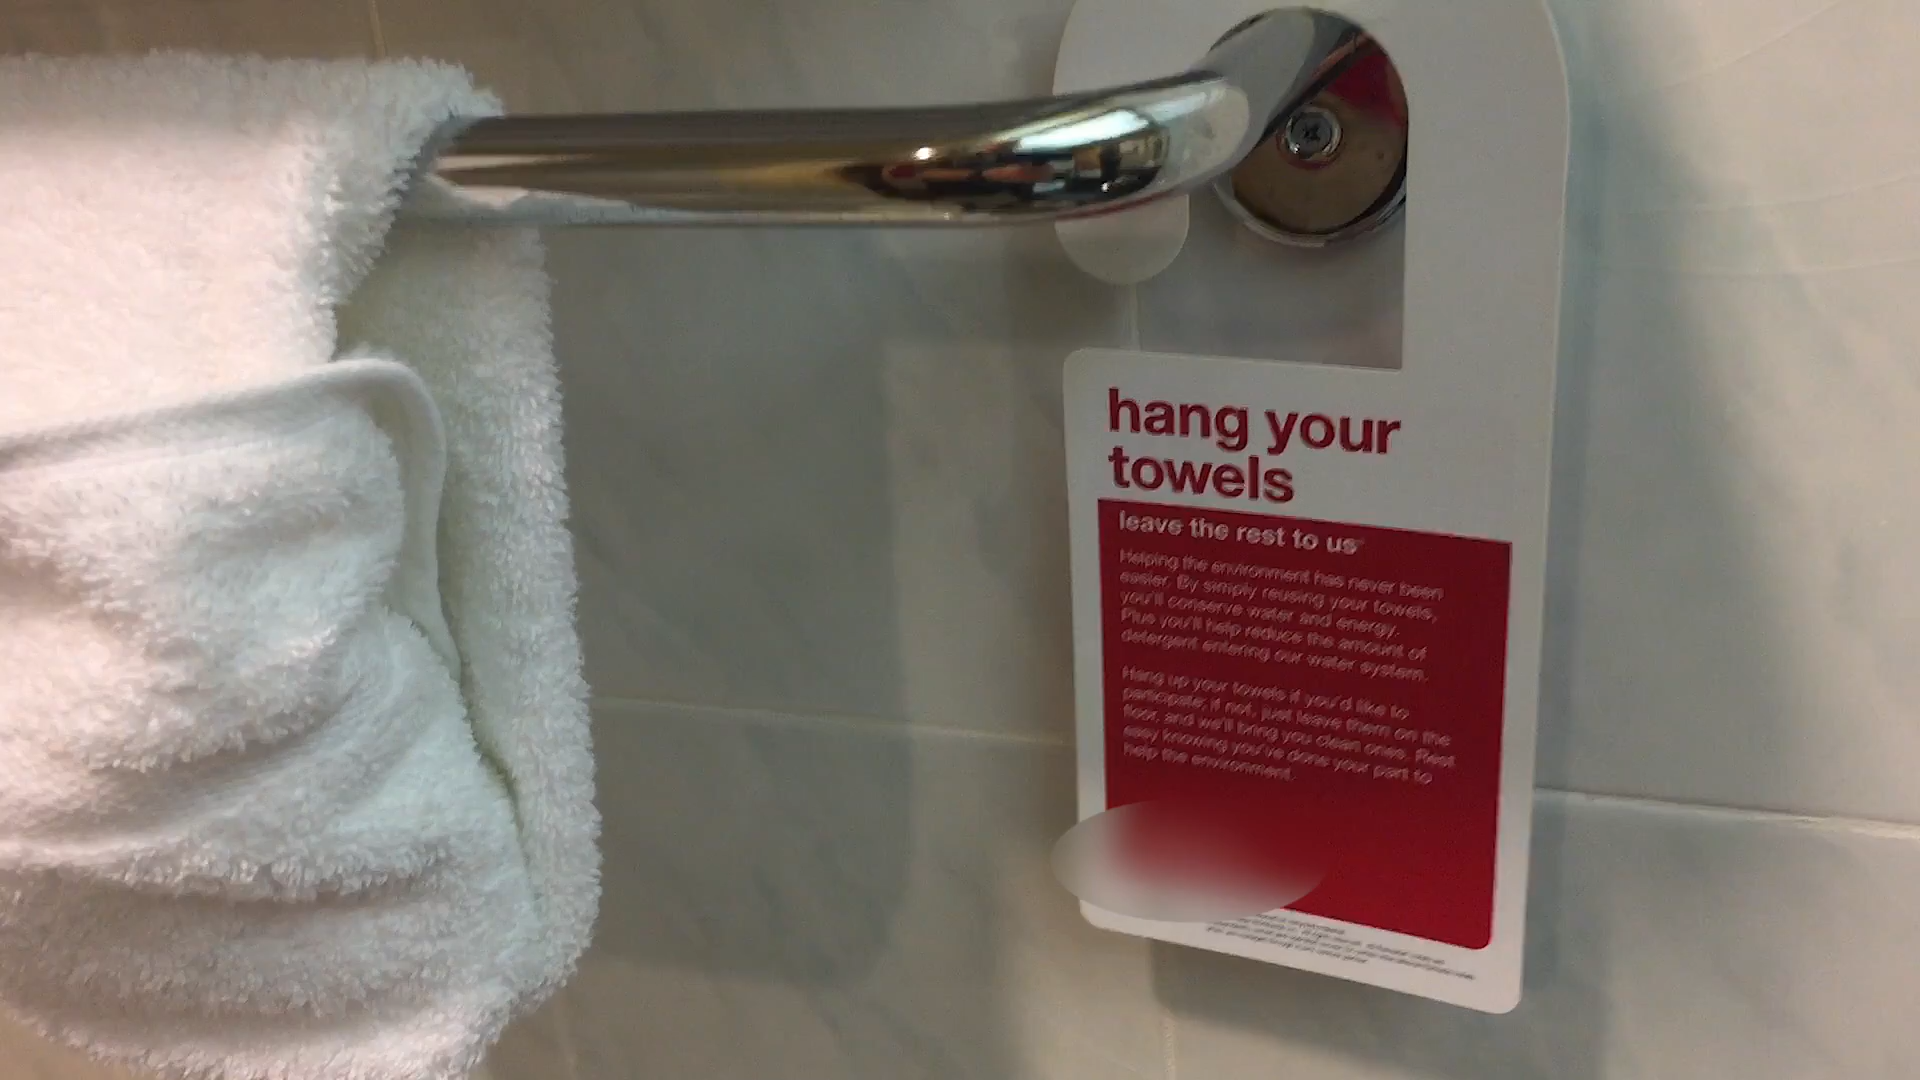 hang your
towels
leave the rest to us
Helping the environment has never been
easier. By simply reusing your towels,
you'll conserve water and energy.
Plus you'll help reduce the amount of
detergent entering our water system.
Hang up your towels if you'd like to
participate; if not, just leave them on the
floor, and we'll bring you clean ones. Rest
easy knowing you've done your part to
help the environment.